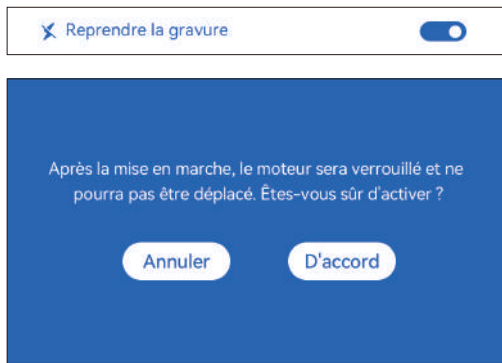 Reprendre la gravure
Après la mise en marche, le moteur sera verrouillé et ne
pourra pas être déplacé. Êtes-vous sûr d'activer ?
Annuler
D'accord